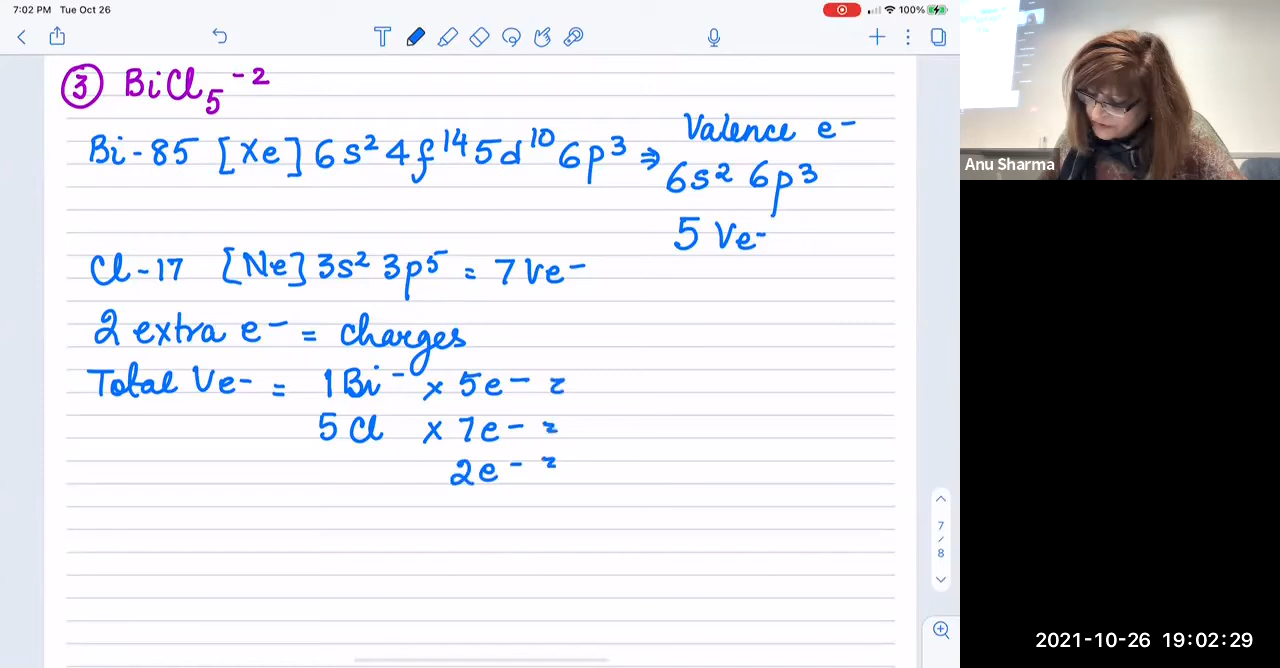 7:02 PM Tue Oct 26
100%
③ BiCl₅⁻²
Valence e⁻
Bi-85 [Xe] 6s² 4f¹⁴ 5d¹⁰ 6p³ ⇒ 6s² 6p³
5 Ve⁻
Cl-17 [Ne] 3s² 3p⁵ = 7 Ve⁻
2 extra e⁻ = charges
Total Ve⁻ = 1 Bi⁻ × 5e⁻ =
5 Cl × 7e⁻ =
2e⁻ =
7
/
8
Anu Sharma
2021-10-26 19:02:29